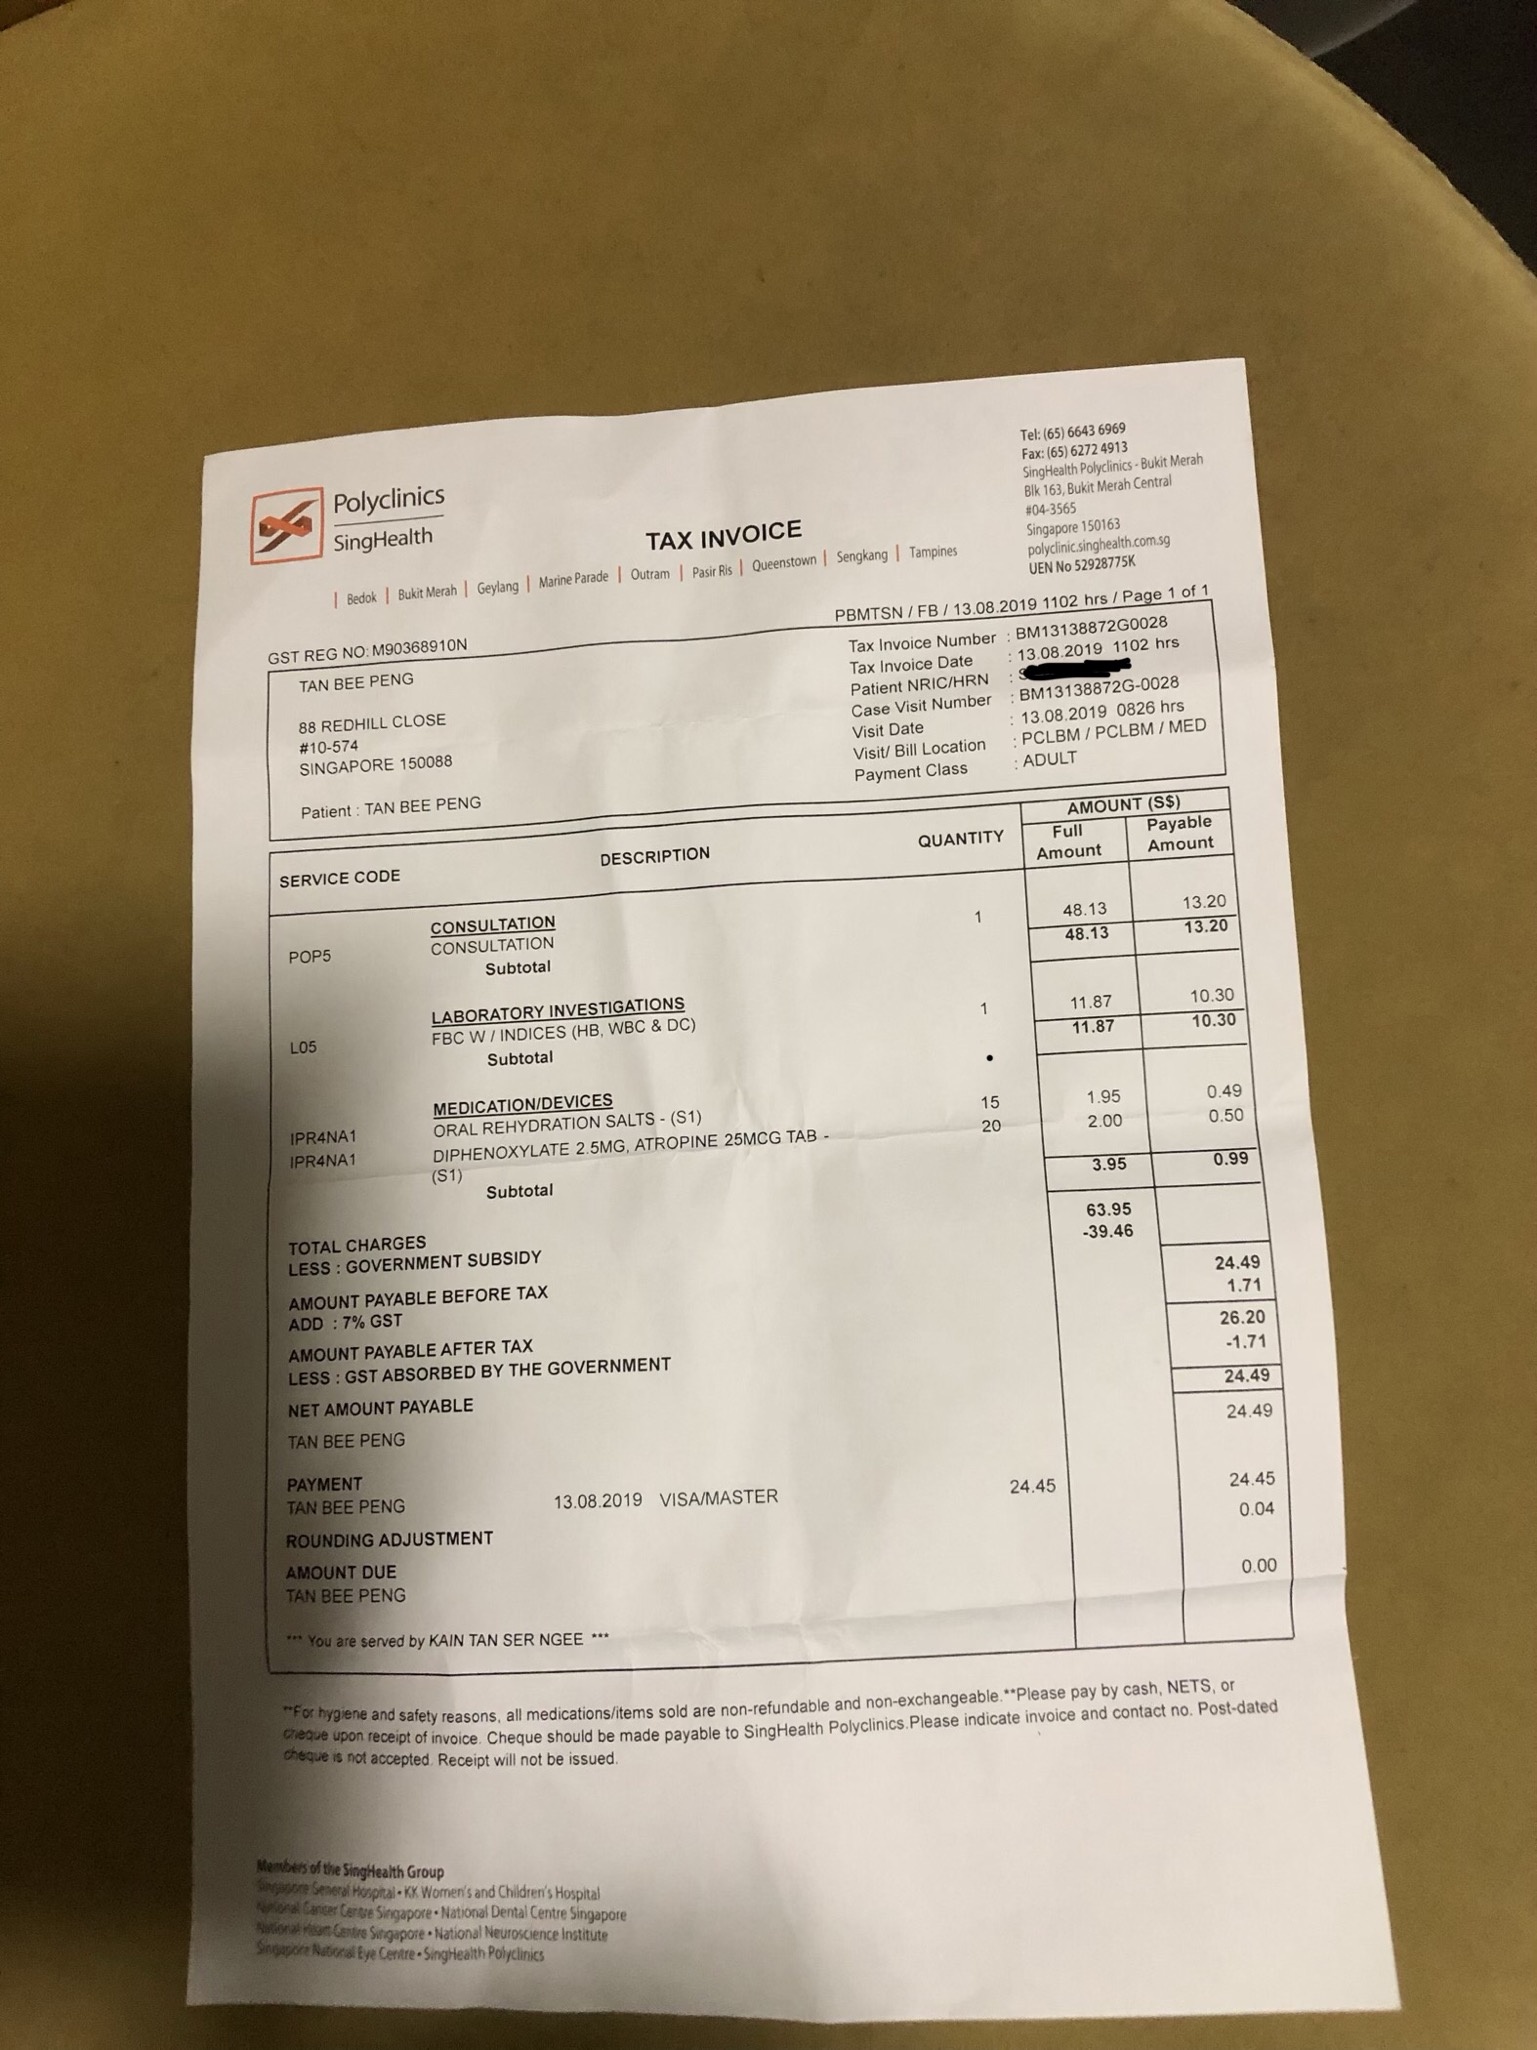 Polyclinics
SingHealth
TAX INVOICE
Tel: (65) 6643 6969
Fax: (65) 6272 4913
SingHealth Polyclinics - Bukit Merah
Blk 163, Bukit Merah Central
#04-3565
Singapore 150163
polyclinic.singhealth.com.sg
UEN No 52928775K
| Bedok | Bukit Merah | Geylang | Marine Parade | Outram | Pasir Ris | Queenstown | Sengkang | Tampines
PBMTSN / FB / 13.08.2019 1102 hrs / Page 1 of 1
GST REG NO: M90368910N
TAN BEE PENG
88 REDHILL CLOSE
#10-574
SINGAPORE 150088
Patient : TAN BEE PENG
Tax Invoice Number : BM13138872G0028
Tax Invoice Date : 13.08.2019 1102 hrs
Patient NRIC/HRN : S
Case Visit Number : BM13138872G-0028
Visit Date : 13.08.2019 0826 hrs
Visit/ Bill Location : PCLBM / PCLBM / MED
Payment Class : ADULT
AMOUNT (S$)
SERVICE CODE DESCRIPTION QUANTITY Full Amount Payable Amount
CONSULTATION
POP5 CONSULTATION 1 48.13 13.20
Subtotal 48.13 13.20
LABORATORY INVESTIGATIONS
L05 FBC W / INDICES (HB, WBC & DC) 1 11.87 10.30
Subtotal 11.87 10.30
MEDICATION/DEVICES
IPR4NA1 ORAL REHYDRATION SALTS - (S1) 15 1.95 0.49
IPR4NA1 DIPHENOXYLATE 2.5MG, ATROPINE 25MCG TAB - 20 2.00 0.50
(S1)
Subtotal 3.95 0.99
TOTAL CHARGES 63.95
LESS : GOVERNMENT SUBSIDY -39.46
AMOUNT PAYABLE BEFORE TAX 24.49
ADD : 7% GST 1.71
AMOUNT PAYABLE AFTER TAX 26.20
LESS : GST ABSORBED BY THE GOVERNMENT -1.71
NET AMOUNT PAYABLE 24.49
TAN BEE PENG 24.49
PAYMENT
TAN BEE PENG 13.08.2019 VISA/MASTER 24.45 24.45
ROUNDING ADJUSTMENT 0.04
AMOUNT DUE
TAN BEE PENG 0.00
*** You are served by KAIN TAN SER NGEE ***
**For hygiene and safety reasons, all medications/items sold are non-refundable and non-exchangeable.**Please pay by cash, NETS, or
cheque upon receipt of invoice. Cheque should be made payable to SingHealth Polyclinics.Please indicate invoice and contact no. Post-dated
cheque is not accepted. Receipt will not be issued.
Members of the SingHealth Group
Singapore General Hospital • KK Women's and Children's Hospital
National Cancer Centre Singapore • National Dental Centre Singapore
National Heart Centre Singapore • National Neuroscience Institute
Singapore National Eye Centre • SingHealth Polyclinics